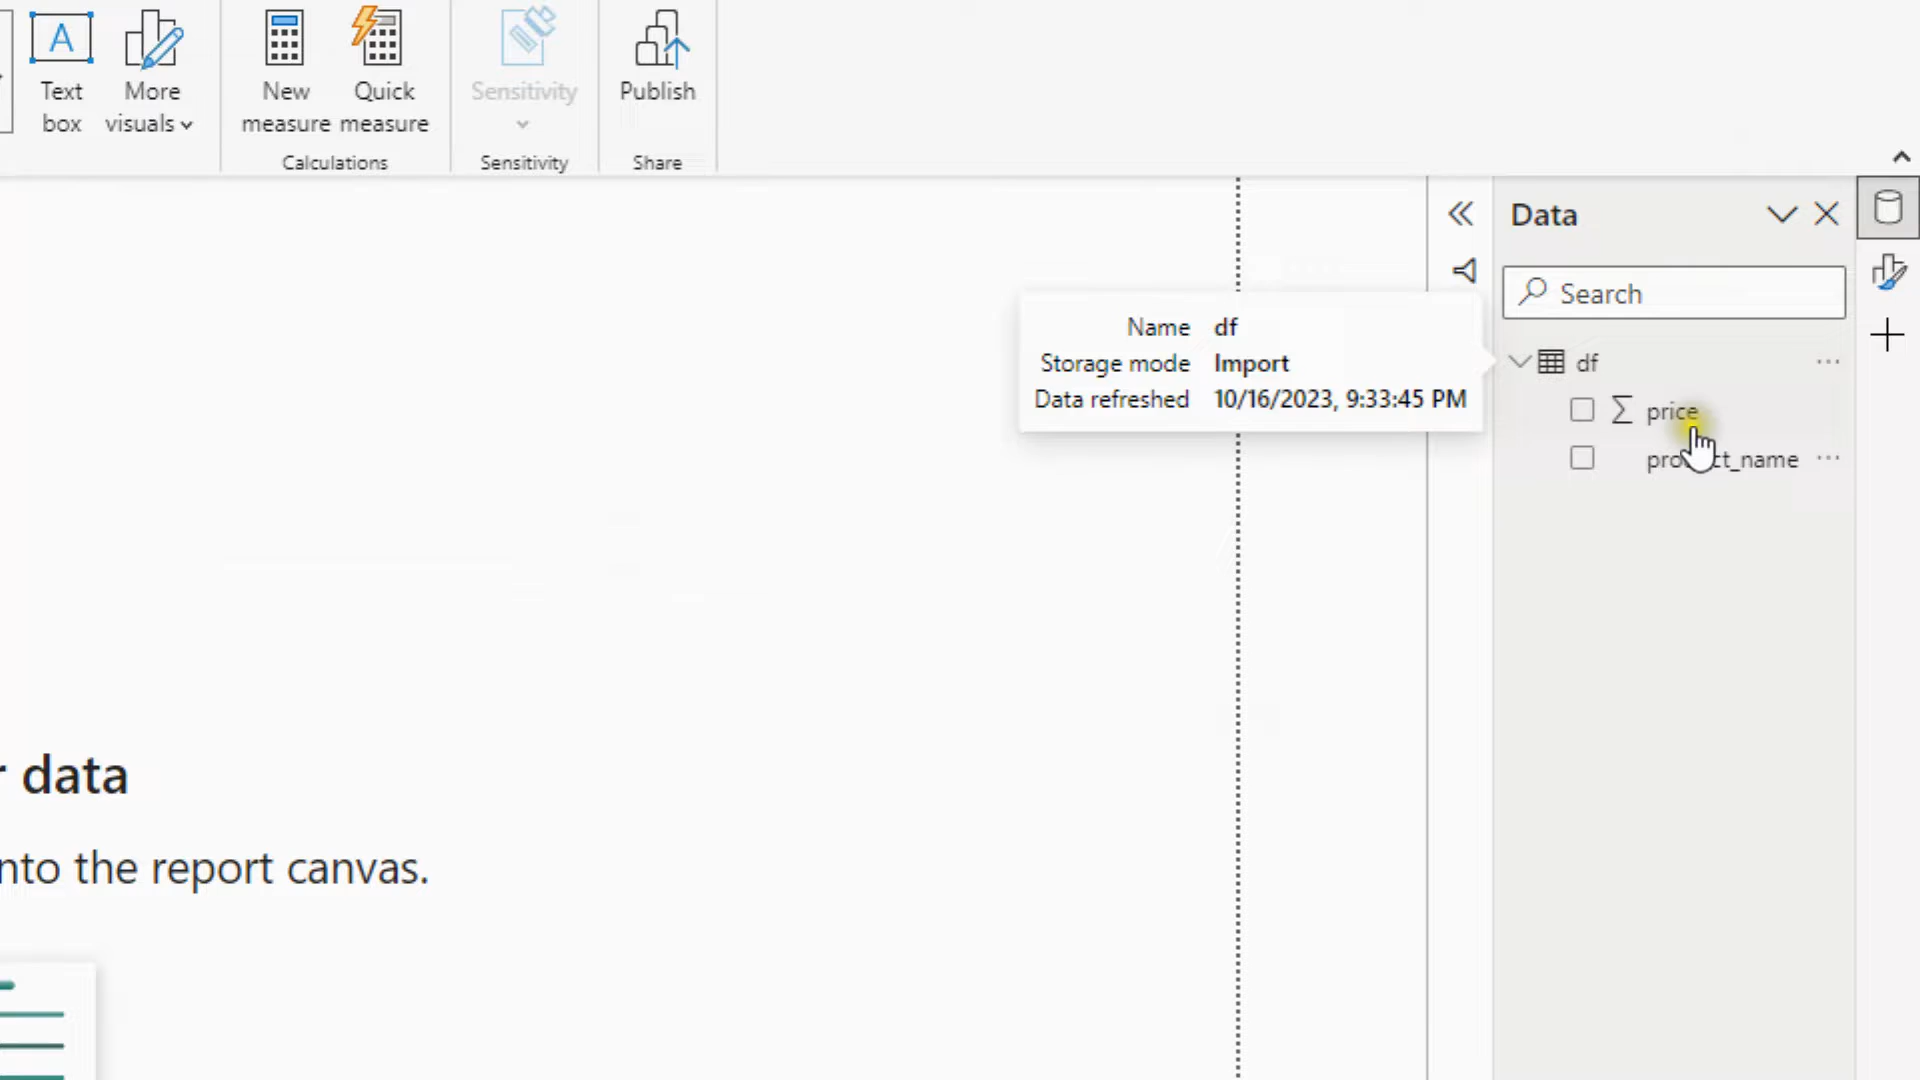 A
Text box
More visuals
New measure
Quick measure
Sensitivity
Publish
Calculations
Sensitivity
Share
Data
Search
Name df
Storage mode Import
Data refreshed 10/16/2023, 9:33:45 PM
df
price
product_name
r data
nto the report canvas.